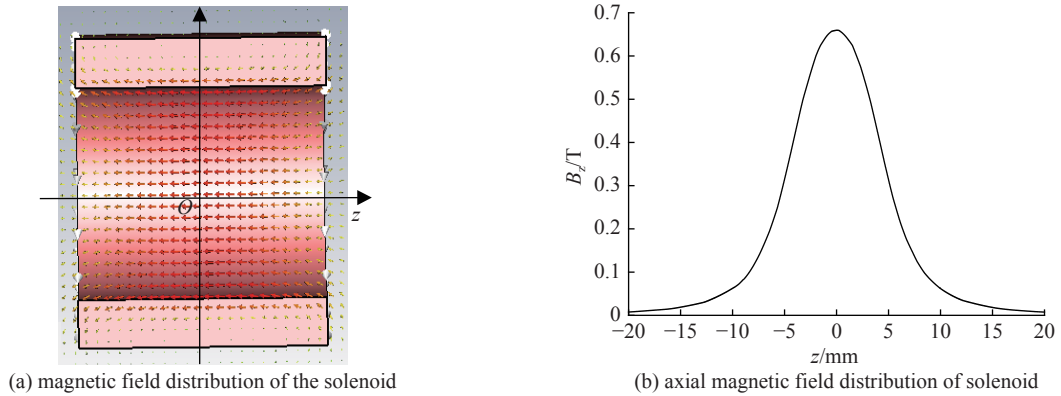 O
z
(a) magnetic field distribution of the solenoid
0.7
0.6
0.5
0.4
0.3
0.2
0.1
0
B_z/T
−20 −15 −10 −5 0 5 10 15 20
z/mm
(b) axial magnetic field distribution of solenoid